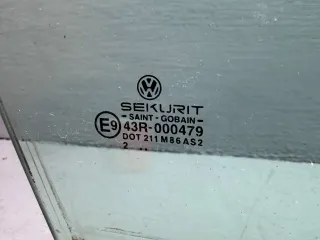 SEKURIT
SAINT - GOBAIN
E9 43R-000479
DOT 211 M86 AS2
2